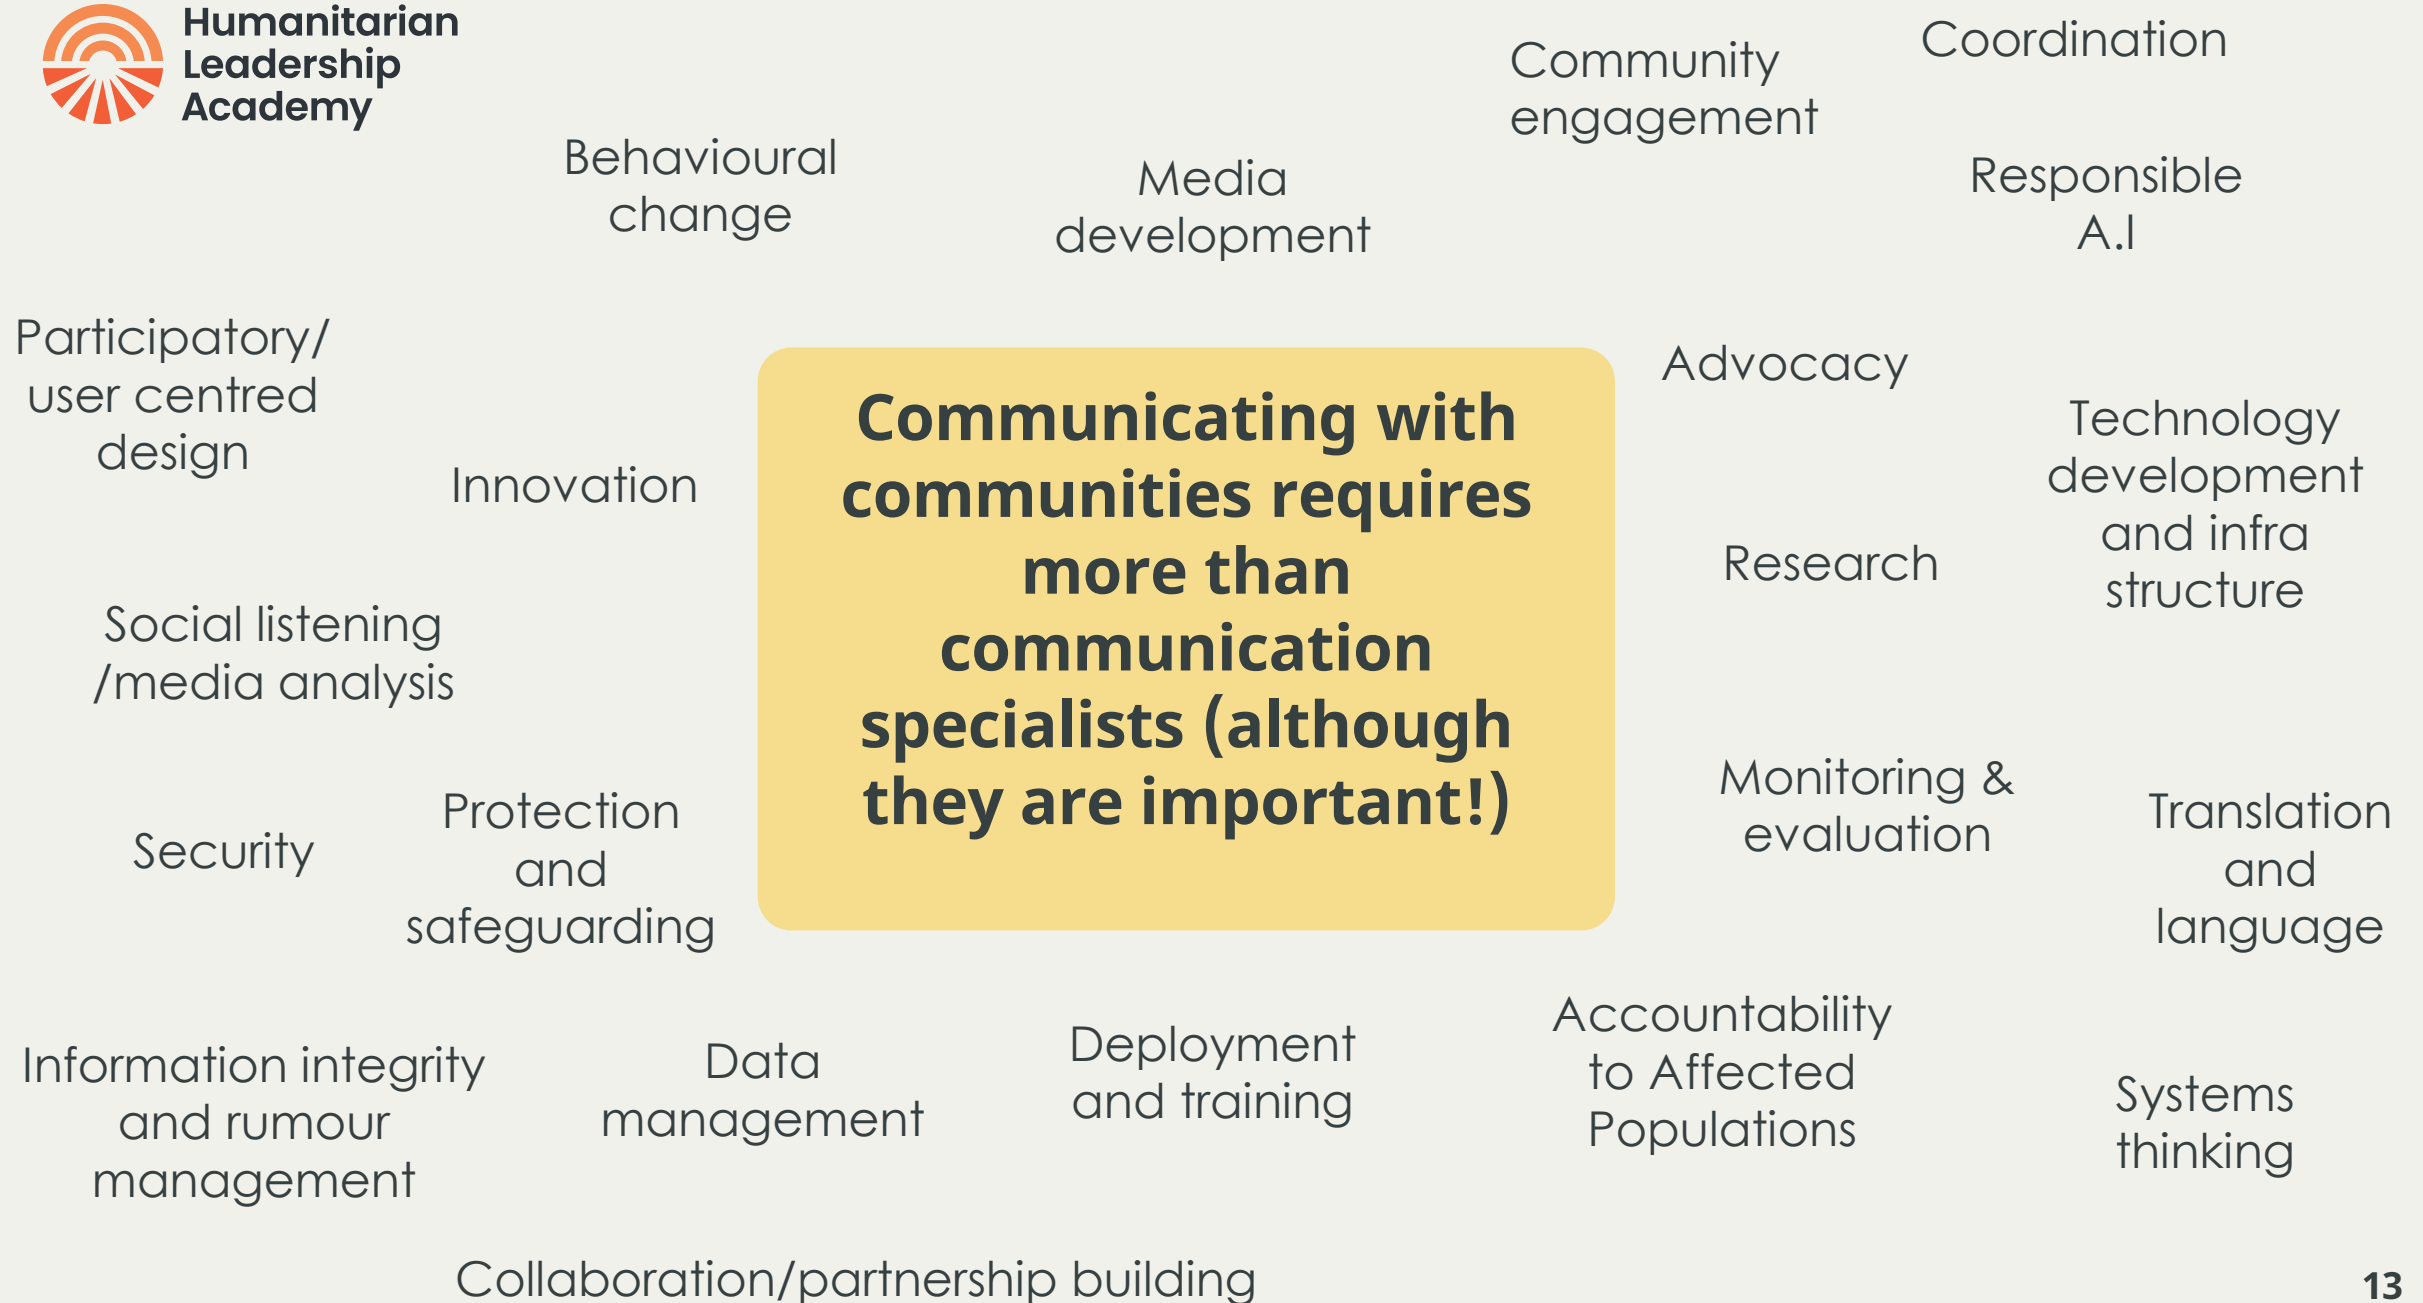 Humanitarian
Leadership
Academy
Behavioural
change
Media
development
Community
engagement
Coordination
Responsible
A.I
Participatory/
user centred
design
Innovation
Social listening
/media analysis
Security
Protection
and
safeguarding
Communicating with
communities requires
more than
communication
specialists (although
they are important!)
Advocacy
Research
Technology
development
and infra
structure
Monitoring &
evaluation
Translation
and
language
Information integrity
and rumour
management
Data
management
Deployment
and training
Accountability
to Affected
Populations
Systems
thinking
Collaboration/partnership building
13